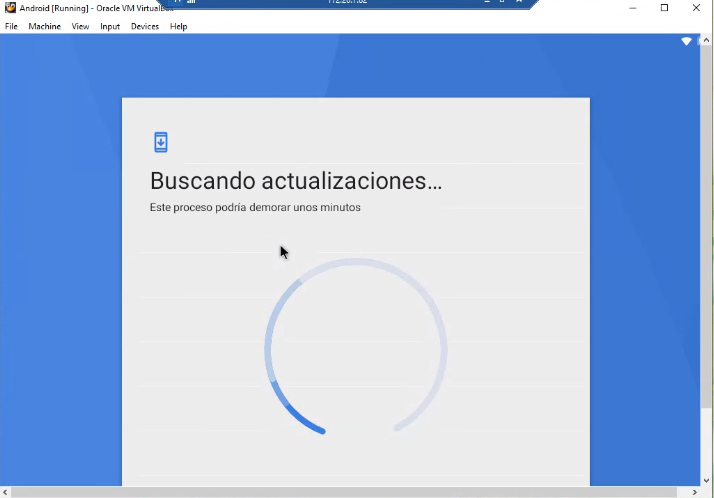 Android [Running] - Oracle VM VirtualBox
File Machine View Input Devices Help
Buscando actualizaciones...
Este proceso podría demorar unos minutos